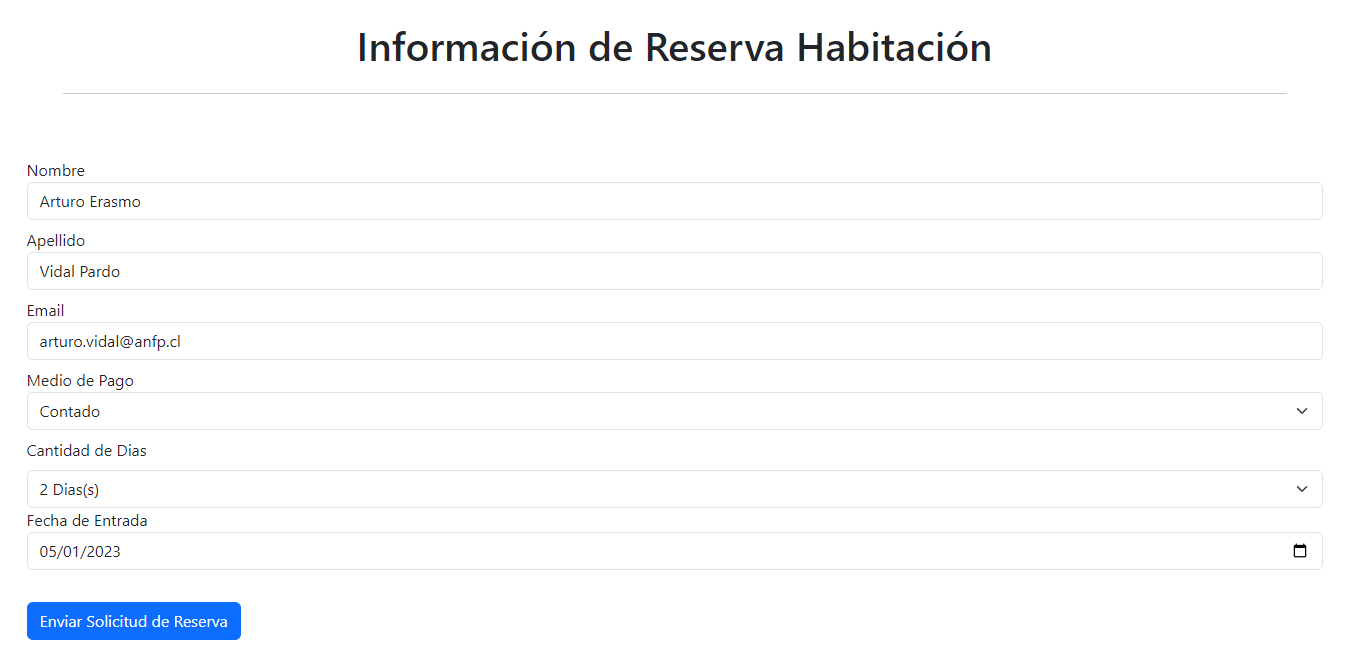 Información de Reserva Habitación
Nombre
Arturo Erasmo
Apellido
Vidal Pardo
Email
arturo.vidal@anfp.cl
Medio de Pago
Contado
Cantidad de Dias
2 Dias(s)
Fecha de Entrada
05/01/2023
Enviar Solicitud de Reserva